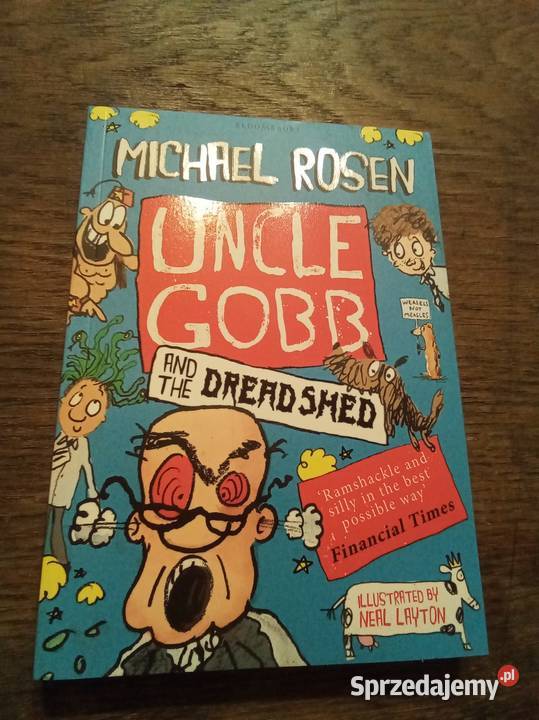 BLOOMSBURY
MICHAEL ROSEN
UNCLE
GOBB
AND
THE DREAD SHED
WEASELS
NOT
MEASLES
'Ramshackle and
silly in the best
possible way'
Financial Times
ILLUSTRATED BY
NEAL LAYTON
Sprzedajemy.pl